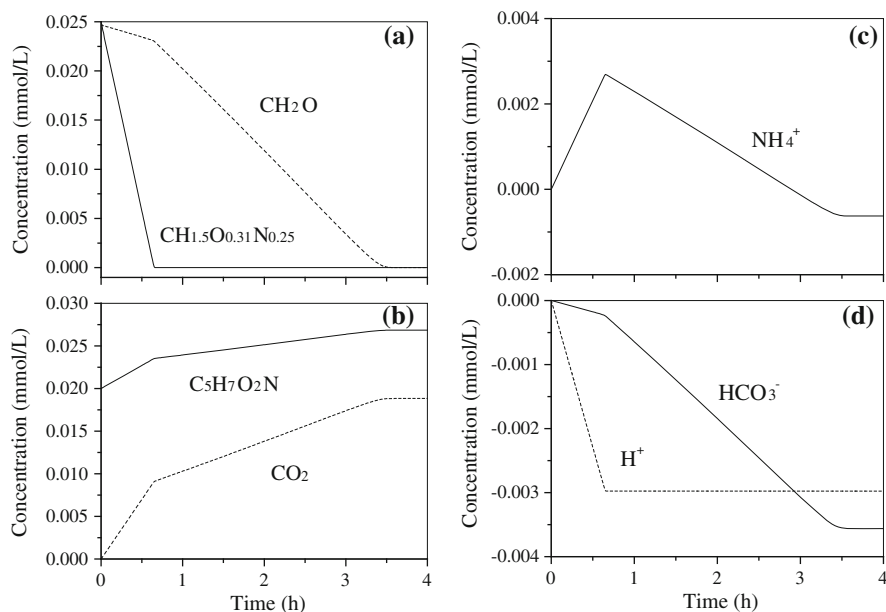 (a)
Concentration (mmol/L)
0.025
0.020
0.015
0.010
0.005
0.000
CH2O
CH1.5O0.31N0.25
(b)
Concentration (mmol/L)
0.030
0.025
0.020
0.015
0.010
0.005
0.000
C5H7O2N
CO2
0 1 2 3 4
Time (h)
(c)
Concentration (mmol/L)
0.004
0.002
0.000
-0.002
NH4+
(d)
Concentration (mmol/L)
0.000
-0.001
-0.002
-0.003
-0.004
HCO3-
H+
0 1 2 3 4
Time (h)